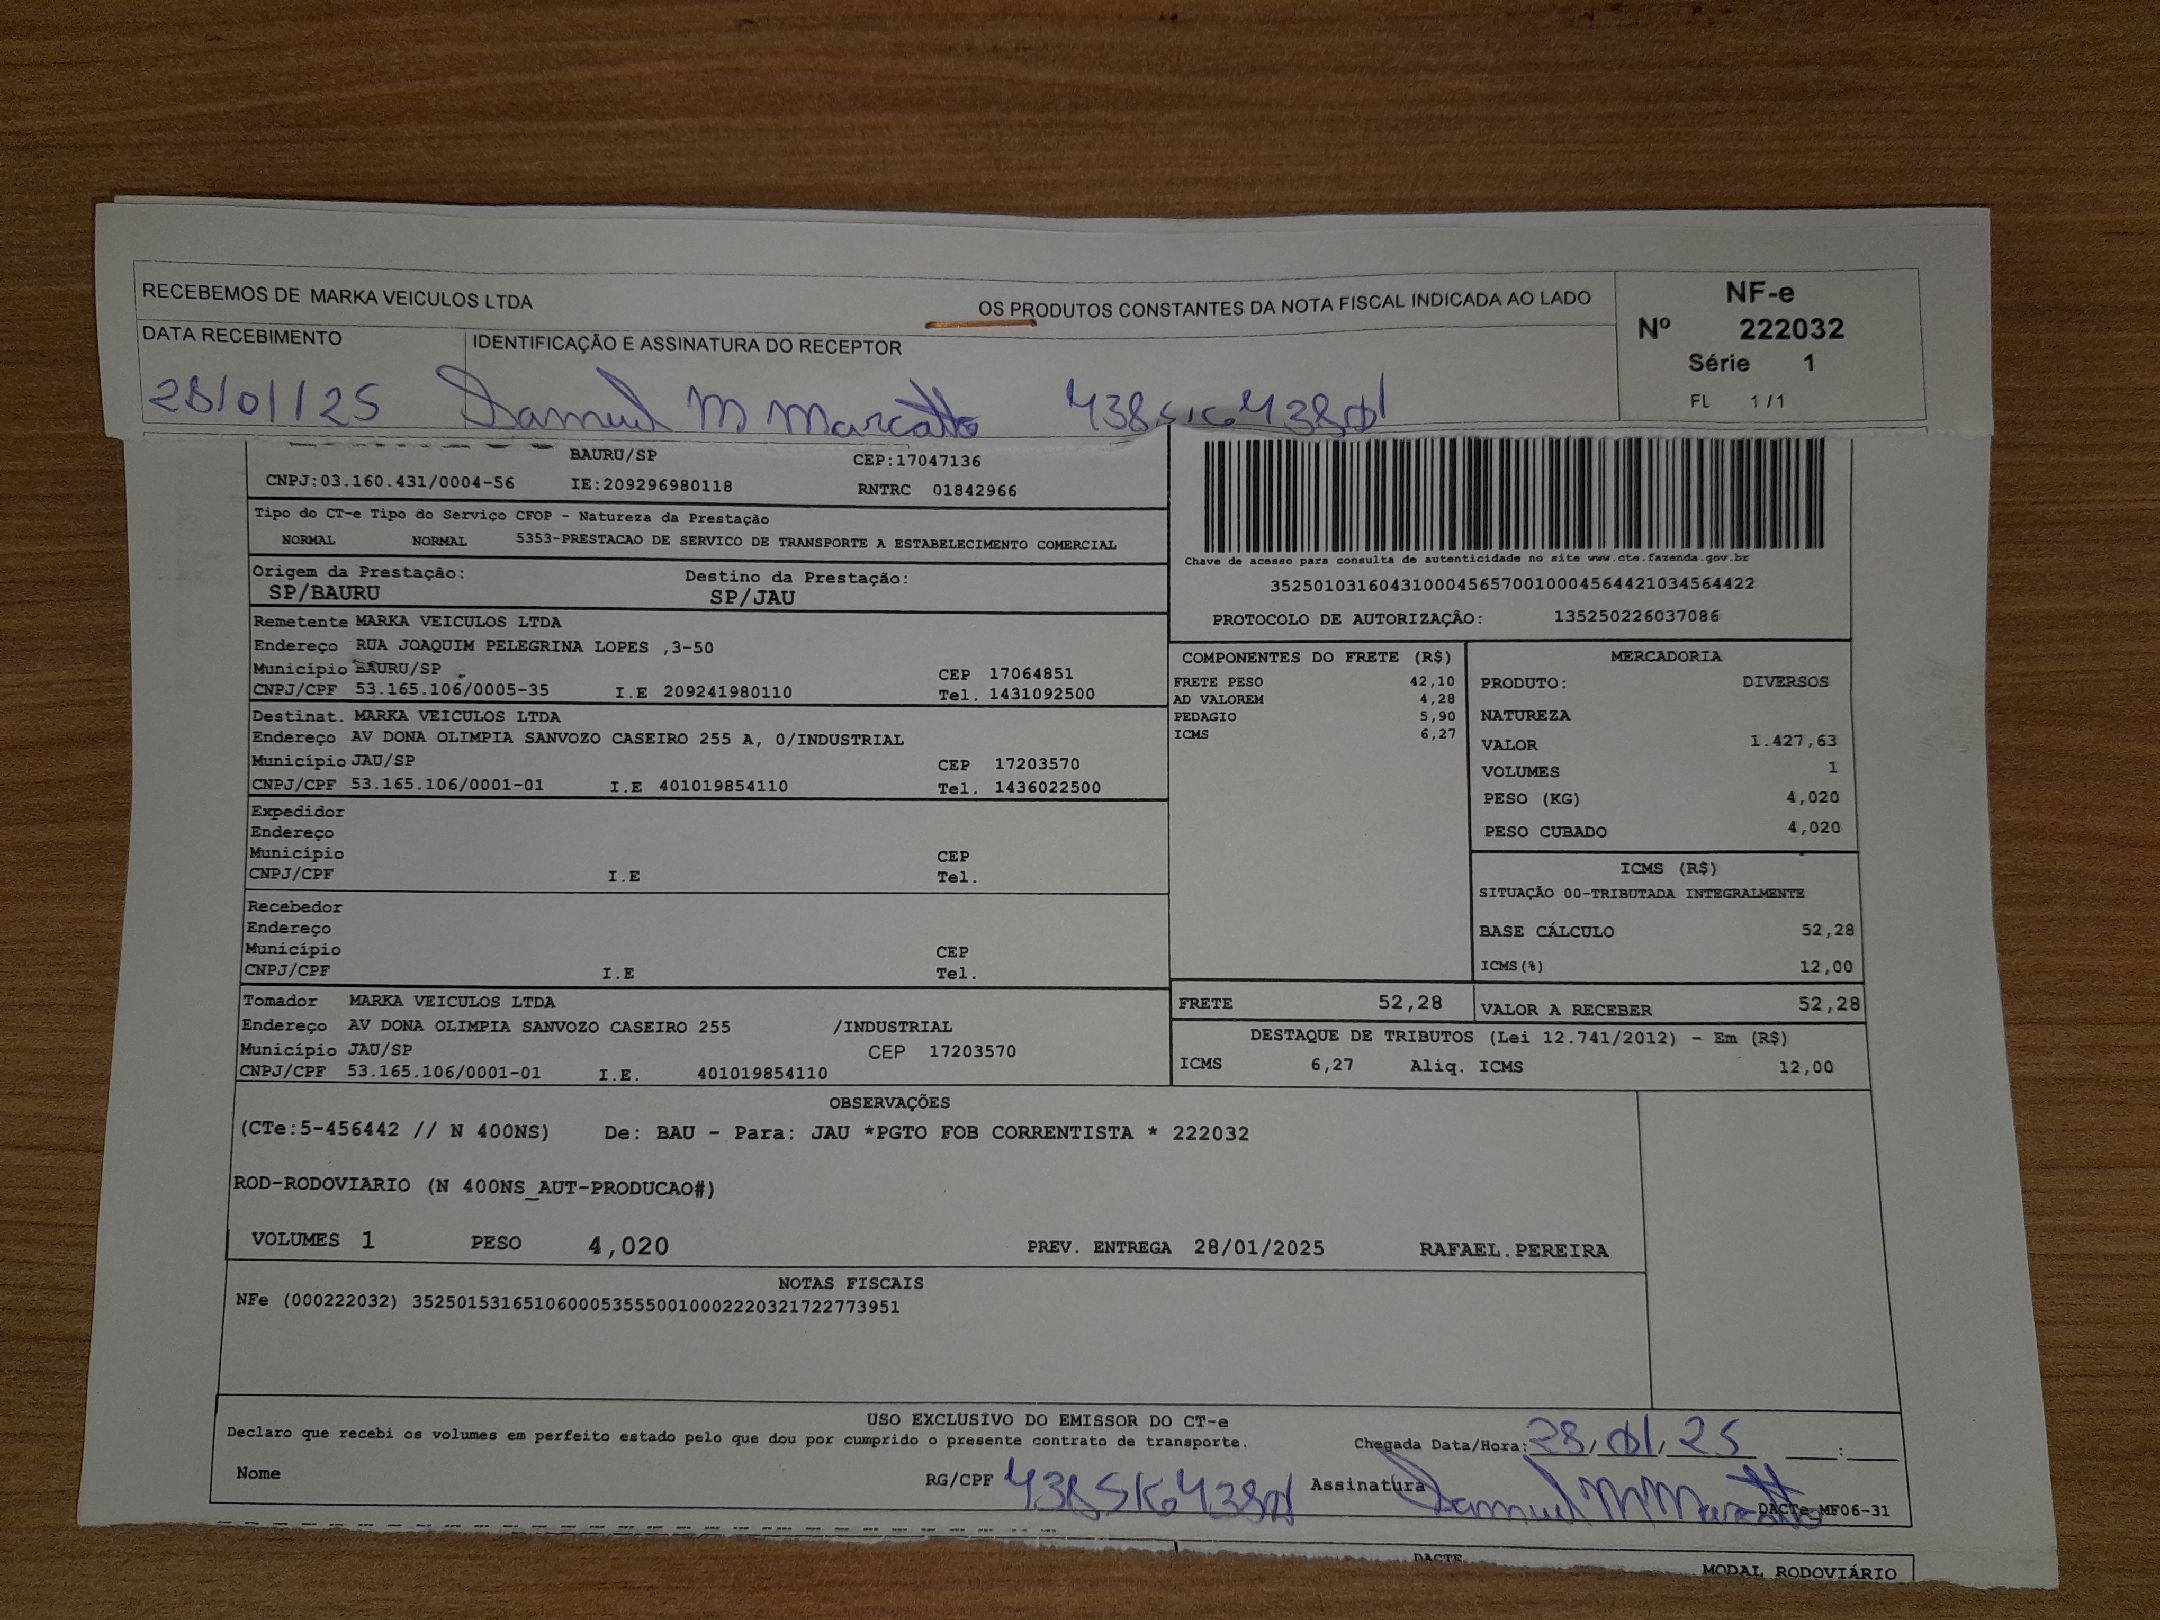 RECEBEMOS DE MARKA VEICULOS LTDA OS PRODUTOS CONSTANTES DA NOTA FISCAL INDICADA AO LADO
NF-e
Nº 222032
Série 1
FL 1/1
DATA RECEBIMENTO IDENTIFICAÇÃO E ASSINATURA DO RECEPTOR
28/01/25 Samuel M Marcatto
BAURU/SP CEP:17047136
CNPJ:03.160.431/0004-56 IE:209296980118 RNTRC 01842966
Tipo do CT-e Tipo do Serviço CFOP - Natureza da Prestação
NORMAL NORMAL 5353-PRESTACAO DE SERVICO DE TRANSPORTE A ESTABELECIMENTO COMERCIAL
Origem da Prestação: Destino da Prestação:
SP/BAURU SP/JAU
Remetente MARKA VEICULOS LTDA
Endereço RUA JOAQUIM PELEGRINA LOPES ,3-50
Município BAURU/SP CEP 17064851
CNPJ/CPF 53.165.106/0005-35 I.E 209241980110 Tel. 1431092500
Destinat. MARKA VEICULOS LTDA
Endereço AV DONA OLIMPIA SANVOZO CASEIRO 255 A, 0/INDUSTRIAL
Município JAU/SP CEP 17203570
CNPJ/CPF 53.165.106/0001-01 I.E 401019854110 Tel. 1436022500
Expedidor
Endereço
Município CEP
CNPJ/CPF I.E Tel.
Recebedor
Endereço
Município CEP
CNPJ/CPF I.E Tel.
Tomador MARKA VEICULOS LTDA
Endereço AV DONA OLIMPIA SANVOZO CASEIRO 255 /INDUSTRIAL
Município JAU/SP CEP 17203570
CNPJ/CPF 53.165.106/0001-01 I.E. 401019854110
Chave de acesso para consulta de autenticidade no site www.cte.fazenda.gov.br
35250103160431000456570010004564421034564422
PROTOCOLO DE AUTORIZAÇÃO: 135250226037086
COMPONENTES DO FRETE (R$)
FRETE PESO 42,10
AD VALOREM 4,28
PEDAGIO 5,90
ICMS 6,27
MERCADORIA
PRODUTO: DIVERSOS
NATUREZA
VALOR 1.427,63
VOLUMES 1
PESO (KG) 4,020
PESO CUBADO 4,020
ICMS (R$)
SITUAÇÃO 00-TRIBUTADA INTEGRALMENTE
BASE CÁLCULO 52,28
ICMS(%) 12,00
FRETE 52,28 VALOR A RECEBER 52,28
DESTAQUE DE TRIBUTOS (Lei 12.741/2012) - Em (R$)
ICMS 6,27 Aliq. ICMS 12,00
OBSERVAÇÕES
(CTe:5-456442 // N 400NS) De: BAU - Para: JAU *PGTO FOB CORRENTISTA * 222032
ROD-RODOVIARIO (N 400NS_AUT-PRODUCAO#)
VOLUMES 1 PESO 4,020 PREV. ENTREGA 28/01/2025 RAFAEL.PEREIRA
NOTAS FISCAIS
NFe (000222032) 35250153165106000535550010002220321722773951
USO EXCLUSIVO DO EMISSOR DO CT-e
Declaro que recebi os volumes em perfeito estado pelo que dou por cumprido o presente contrato de transporte. Chegada Data/Hora: 28/01/25 :
Nome RG/CPF Assinatura Samuel M Marcatto
DACTe MF06-31
DACTE MODAL RODOVIÁRIO